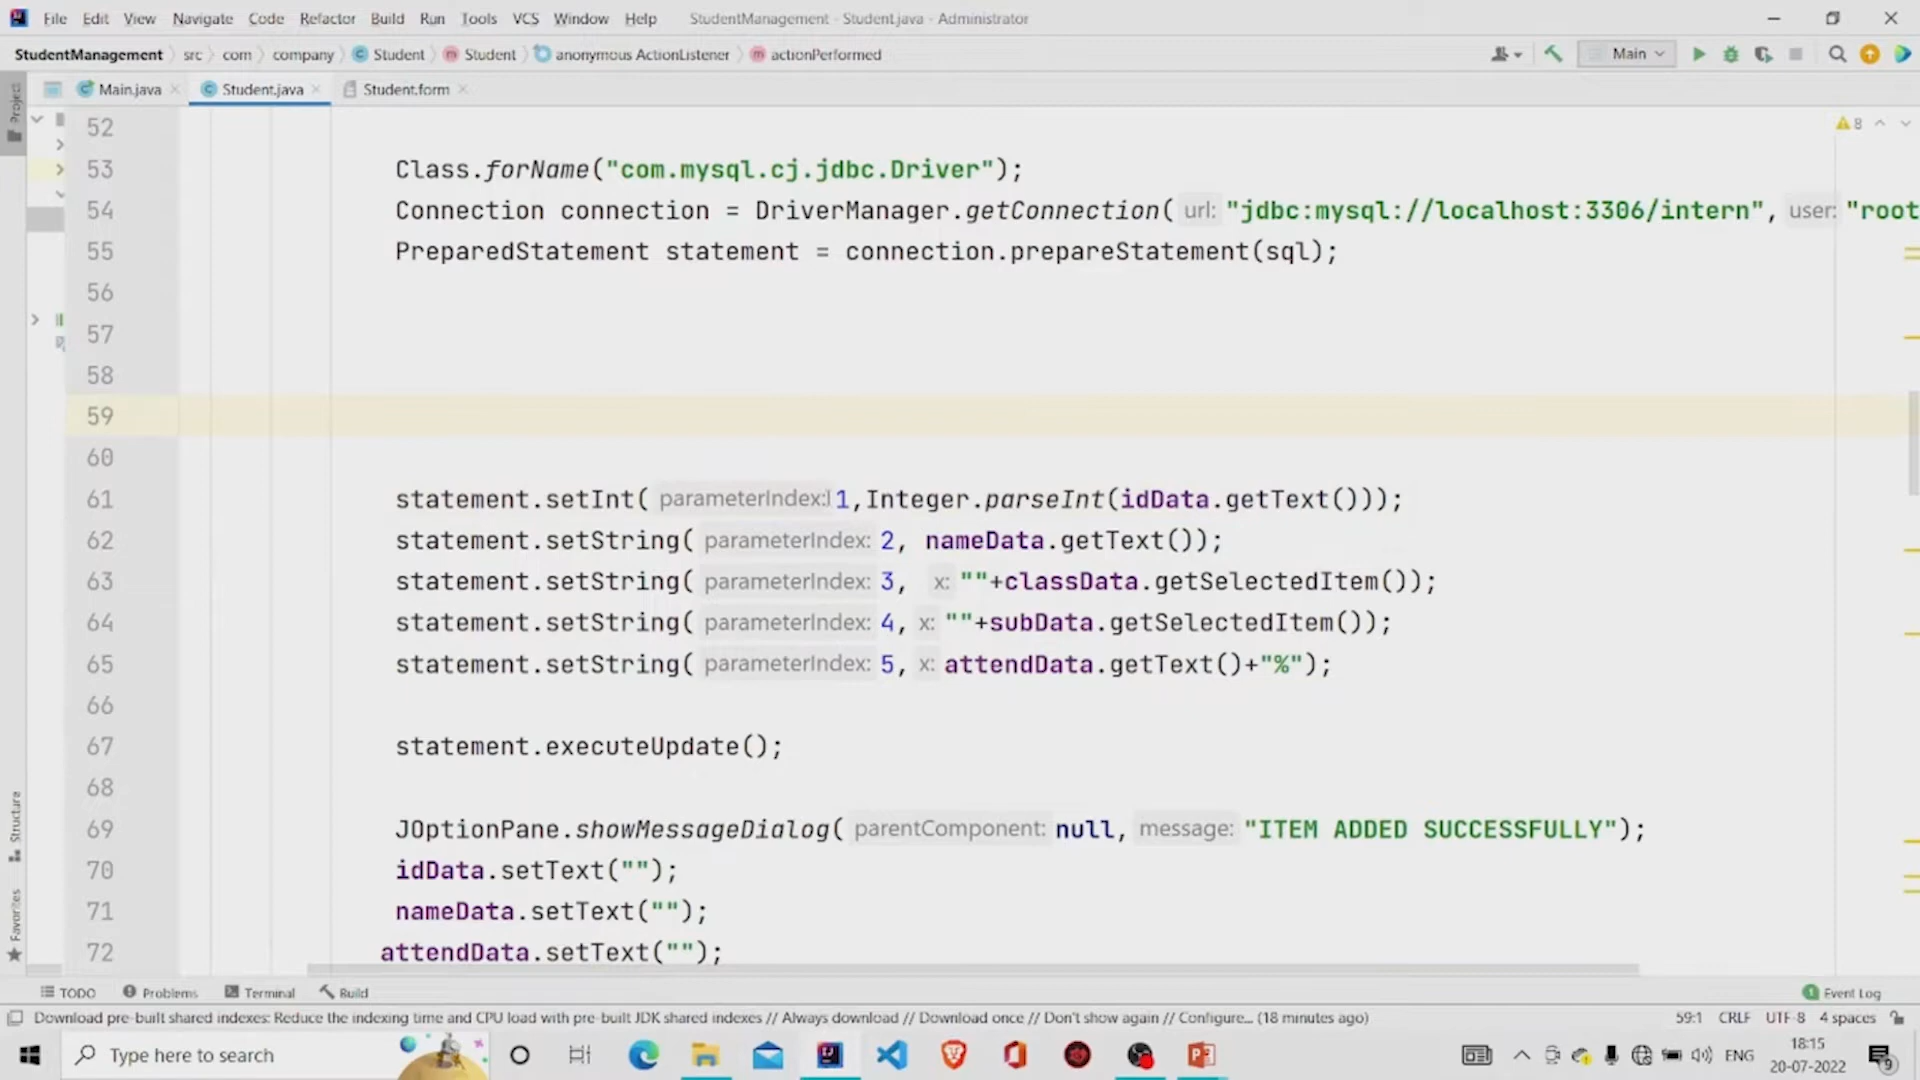 File Edit View Navigate Code Refactor Build Run Tools VCS Window Help StudentManagement - Student.java - Administrator
StudentManagement src com company Student Student anonymous ActionListener actionPerformed Main
Project Main.java Student.java Student.form
52 8
53 Class.forName("com.mysql.cj.jdbc.Driver");
54 Connection connection = DriverManager.getConnection( url: "jdbc:mysql://localhost:3306/intern", user: "root
55 PreparedStatement statement = connection.prepareStatement(sql);
56
57
58
59
60
61 statement.setInt( parameterIndex: 1,Integer.parseInt(idData.getText()));
62 statement.setString( parameterIndex: 2, nameData.getText());
63 statement.setString( parameterIndex: 3, x: ""+classData.getSelectedItem());
64 statement.setString( parameterIndex: 4, x: ""+subData.getSelectedItem());
65 statement.setString( parameterIndex: 5, x: attendData.getText()+"%");
66
67 statement.executeUpdate();
68
69 JOptionPane.showMessageDialog( parentComponent: null, message: "ITEM ADDED SUCCESSFULLY");
70 idData.setText("");
71 nameData.setText("");
72 attendData.setText("");
Structure
Favorites
TODO Problems Terminal Build 1 Event Log
Download pre-built shared indexes: Reduce the indexing time and CPU load with pre-built JDK shared indexes // Always download // Download once // Don't show again // Configure... (18 minutes ago) 59:1 CRLF UTF-8 4 spaces
Type here to search ENG 18:15
20-07-2022 9